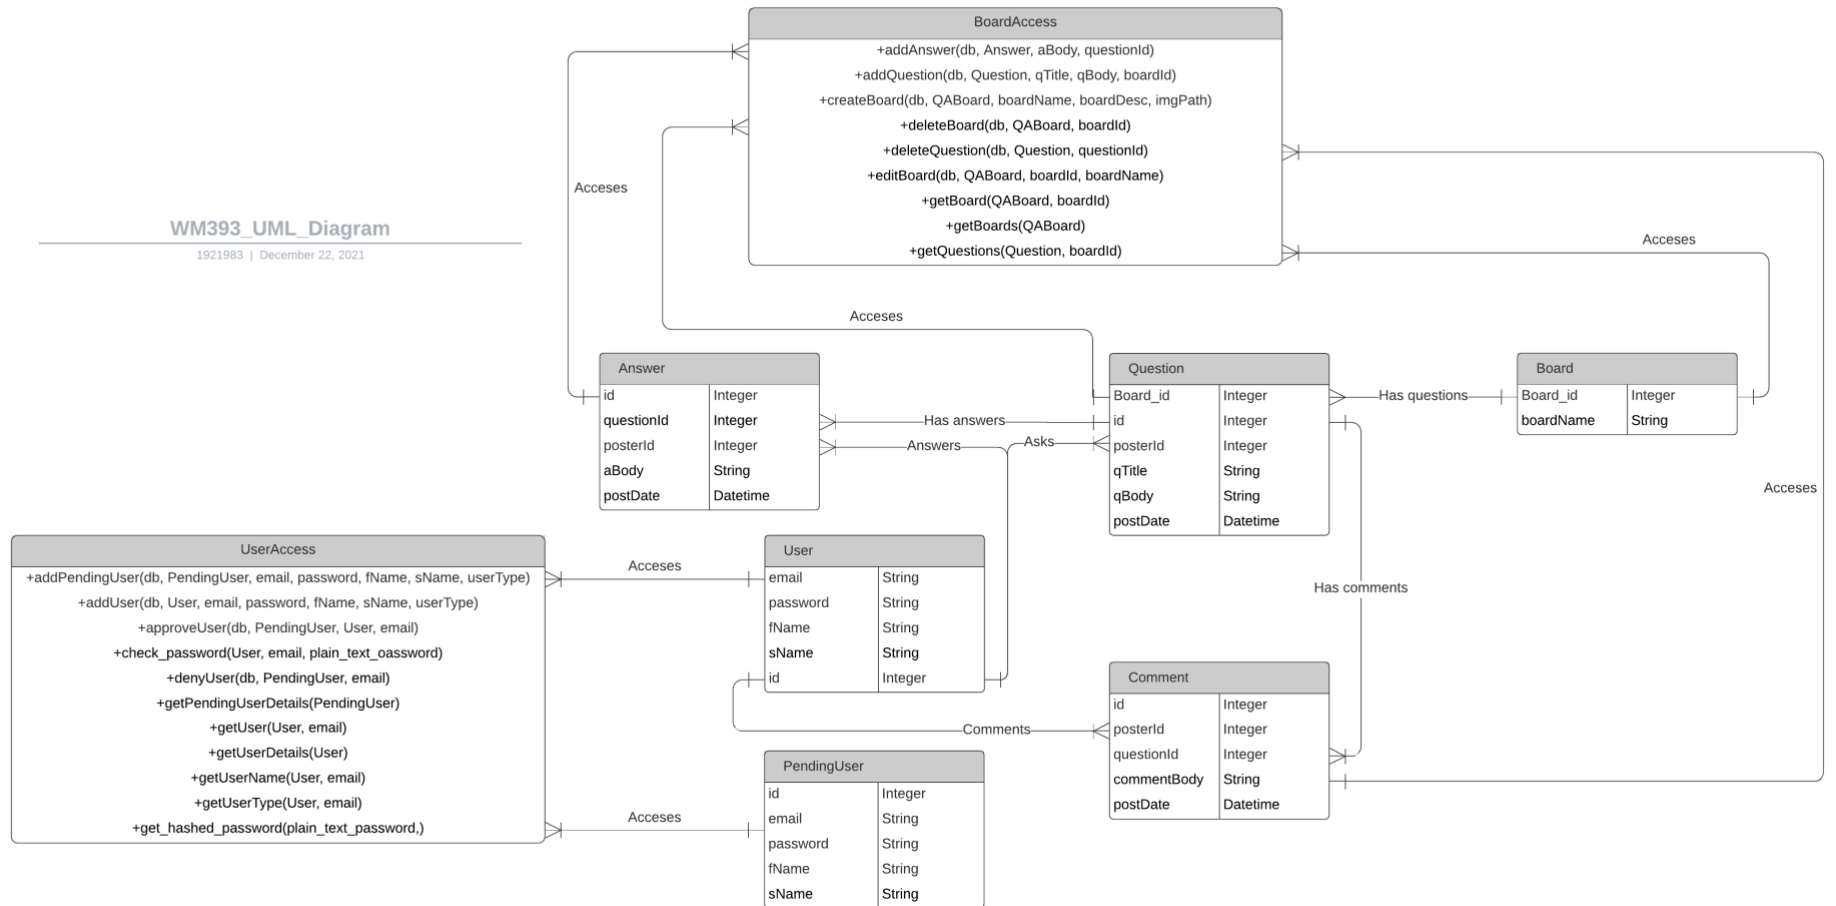 BoardAccess
+addAnswer(db, Answer, aBody, questionId)
+addQuestion(db, Question, qTitle, qBody, boardId)
+createBoard(db, QABoard, boardName, boardDesc, imgPath)
+deleteBoard(db, QABoard, boardId)
+deleteQuestion(db, Question, questionId)
+editBoard(db, QABoard, boardId, boardName)
+getBoard(QABoard, boardId)
+getBoards(QABoard)
+getQuestions(Question, boardId)
Acceses
WM393_UML_Diagram
1921983 | December 22, 2021
Acceses
Acceses
Answer
id Integer
questionId Integer
posterId Integer
aBody String
postDate Datetime
Has answers
Answers
Asks
Question
Board_id Integer
id Integer
posterId Integer
qTitle String
qBody String
postDate Datetime
Has questions
Board
Board_id Integer
boardName String
Acceses
UserAccess
+addPendingUser(db, PendingUser, email, password, fName, sName, userType)
+addUser(db, User, email, password, fName, sName, userType)
+approveUser(db, PendingUser, User, email)
+check_password(User, email, plain_text_oassword)
+denyUser(db, PendingUser, email)
+getPendingUserDetails(PendingUser)
+getUser(User, email)
+getUserDetails(User)
+getUserName(User, email)
+getUserType(User, email)
+get_hashed_password(plain_text_password,)
Acceses
User
email String
password String
fName String
sName String
id Integer
Has comments
Comments
Comment
id Integer
posterId Integer
questionId Integer
commentBody String
postDate Datetime
Acceses
PendingUser
id Integer
email String
password String
fName String
sName String